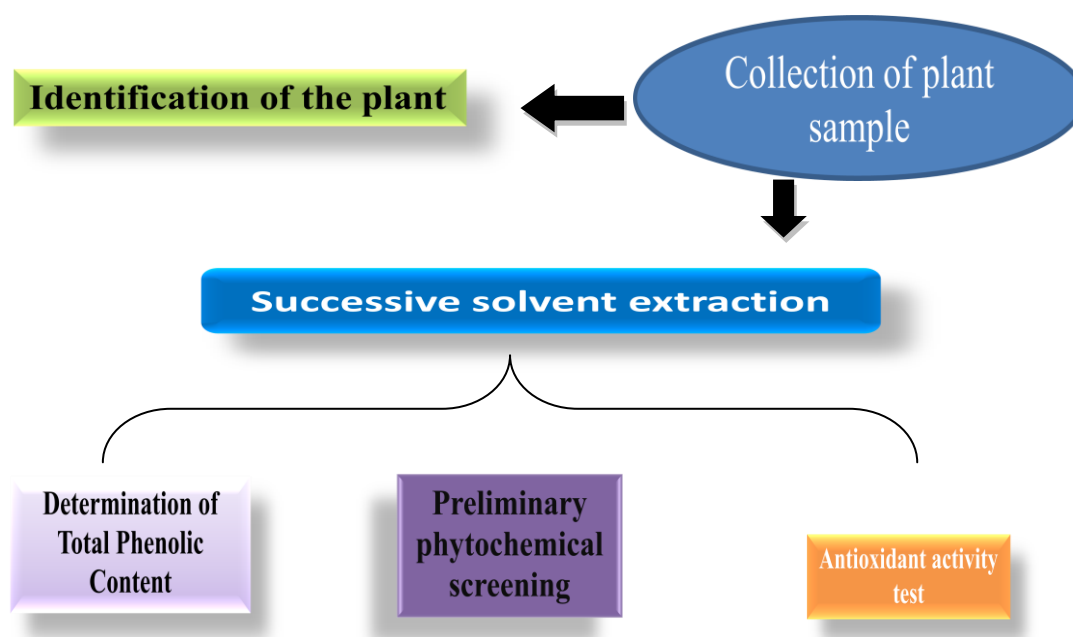 Identification of the plant
Collection of plant
sample
Successive solvent extraction
Determination of
Total Phenolic
Content
Preliminary
phytochemical
screening
Antioxidant activity
test